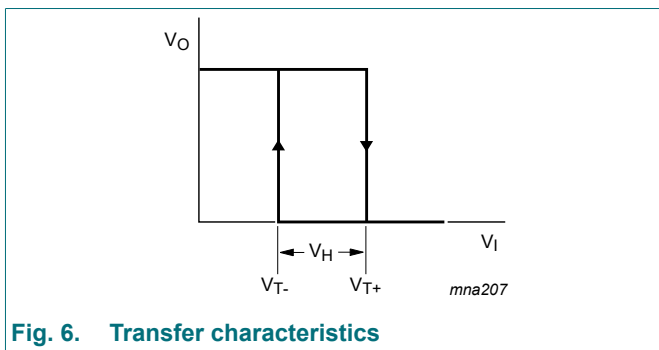 VO
VH
VI
VT-
VT+
mna207
Fig. 6. Transfer characteristics